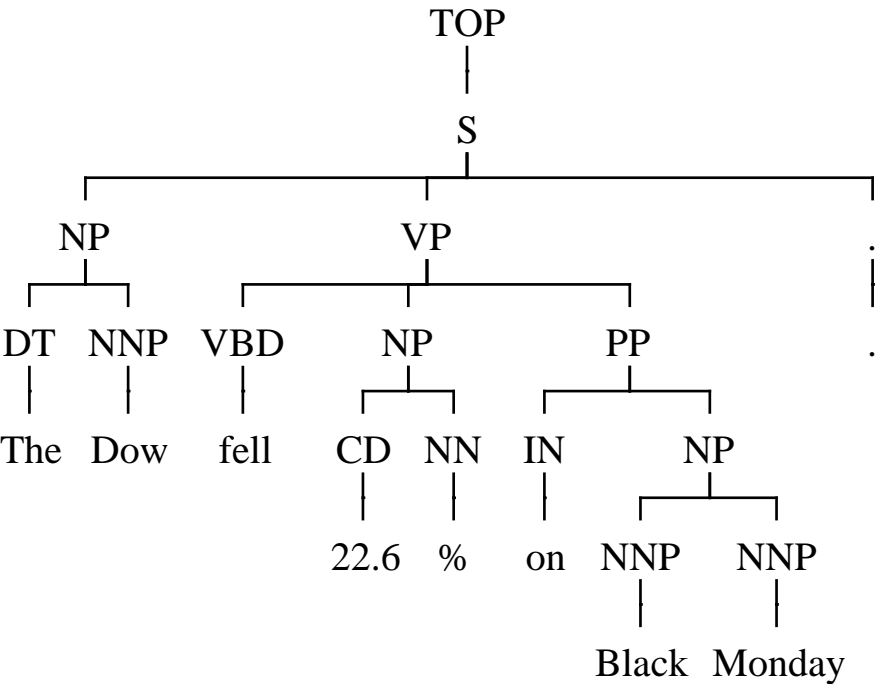 TOP
S
NP VP .
DT NNP VBD NP PP .
The Dow fell CD NN IN NP
22.6 % on NNP NNP
Black Monday